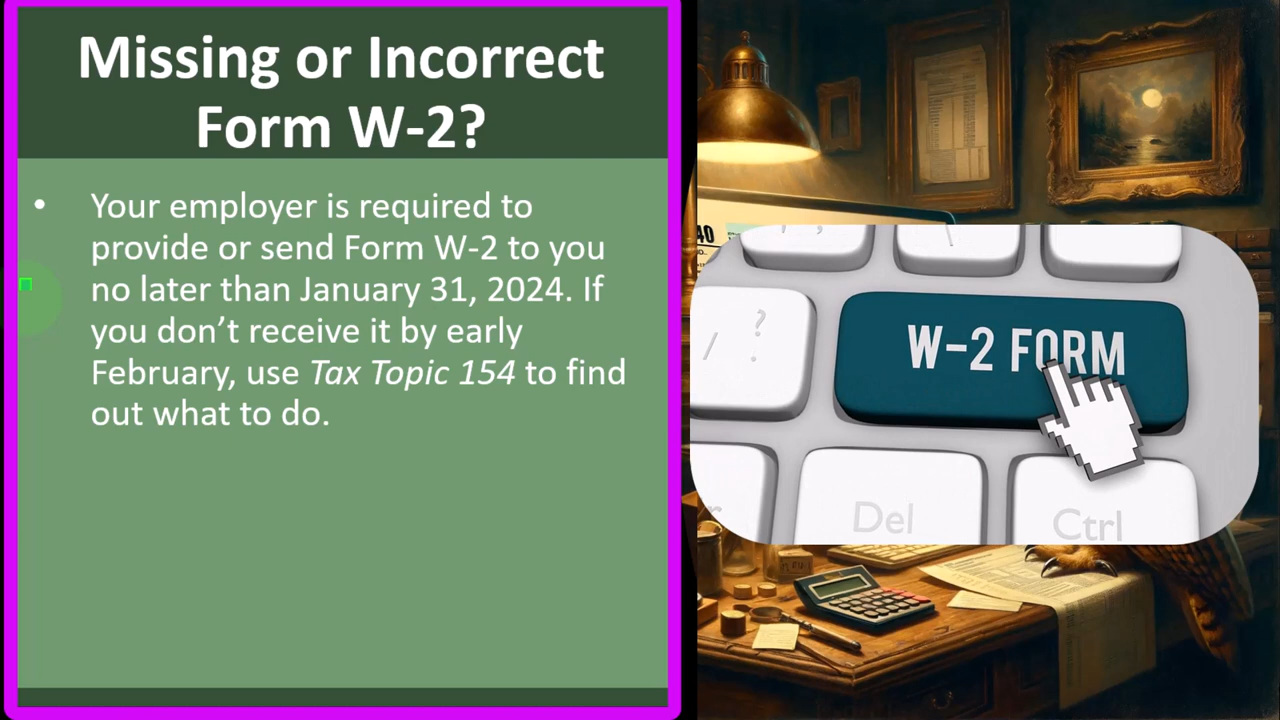 Missing or Incorrect
Form W-2?
• Your employer is required to
provide or send Form W-2 to you
no later than January 31, 2024. If
you don’t receive it by early
February, use Tax Topic 154 to find
out what to do.
40
W-2 FORM
?
/
Del
Ctrl